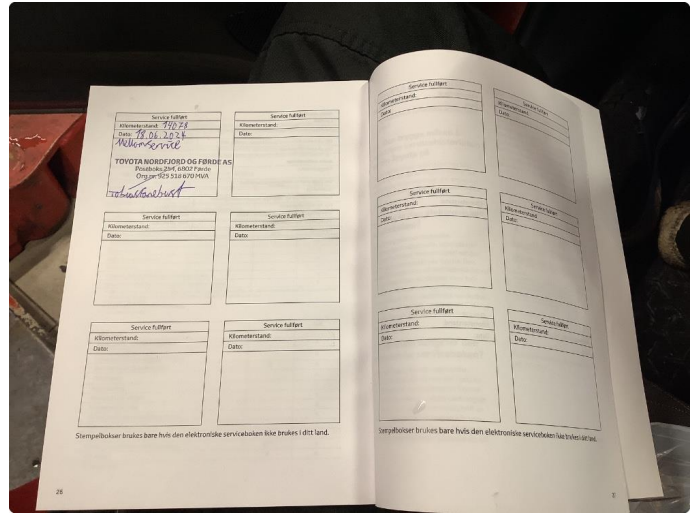 Service fullført
Kilometerstand: 14078
Dato: 18.06.2024
Mellomservice
TOYOTA NORDFJORD OG FØRDE AS
Postboks 254, 6802 Førde
Org.nr. 925 518 670 MVA
Service fullført
Kilometerstand:
Dato:
Service fullført
Kilometerstand:
Dato:
Service fullført
Kilometerstand:
Dato:
Service fullført
Kilometerstand:
Dato:
Service fullført
Kilometerstand:
Dato:
Stempelbokser brukes bare hvis den elektroniske serviceboken ikke brukes i ditt land.
26
Service fullført
Kilometerstand:
Dato:
Service fullført
Kilometerstand:
Dato:
Service fullført
Kilometerstand:
Dato:
Service fullført
Kilometerstand:
Dato:
Service fullført
Kilometerstand:
Dato:
Service fullført
Kilometerstand:
Dato:
Stempelbokser brukes bare hvis den elektroniske serviceboken ikke brukes i ditt land.